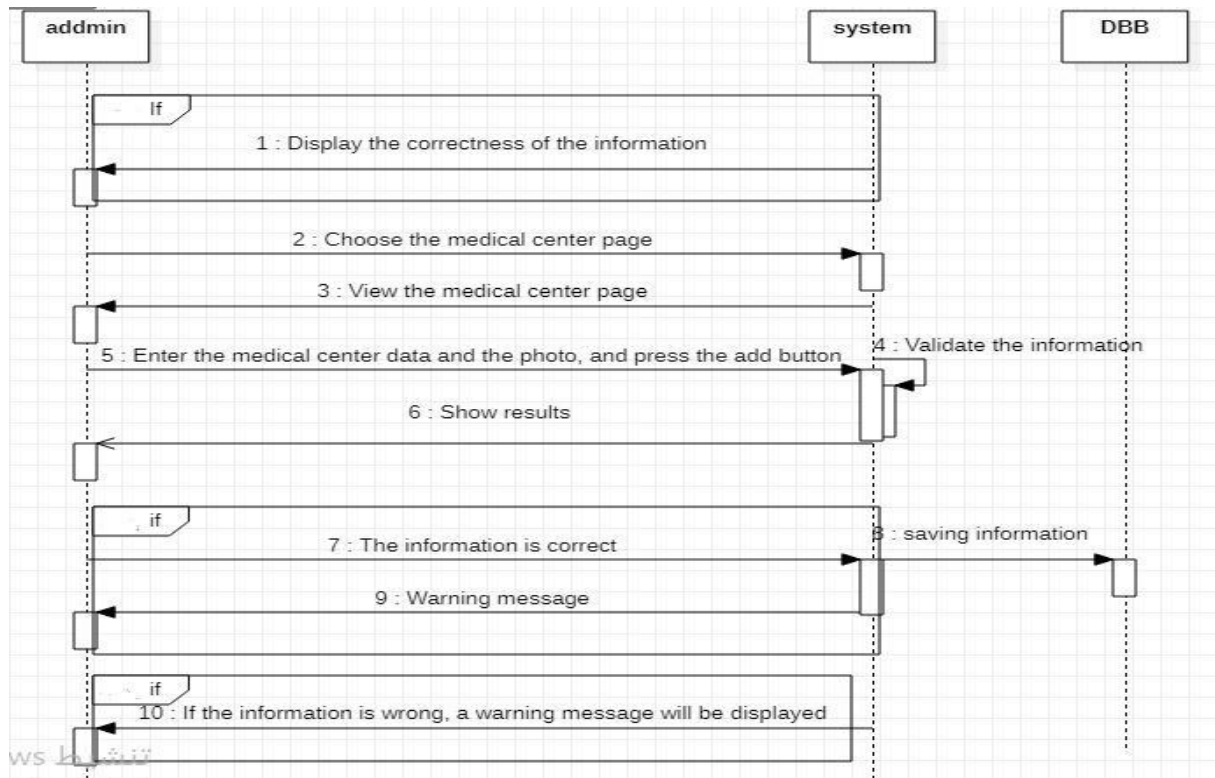 addmin
system
DBB
If
1 : Display the correctness of the information
2 : Choose the medical center page
3 : View the medical center page
4 : Validate the information
5 : Enter the medical center data and the photo, and press the add button
6 : Show results
if
7 : The information is correct
: saving information
9 : Warning message
if
10 : If the information is wrong, a warning message will be displayed
ws تنشيط